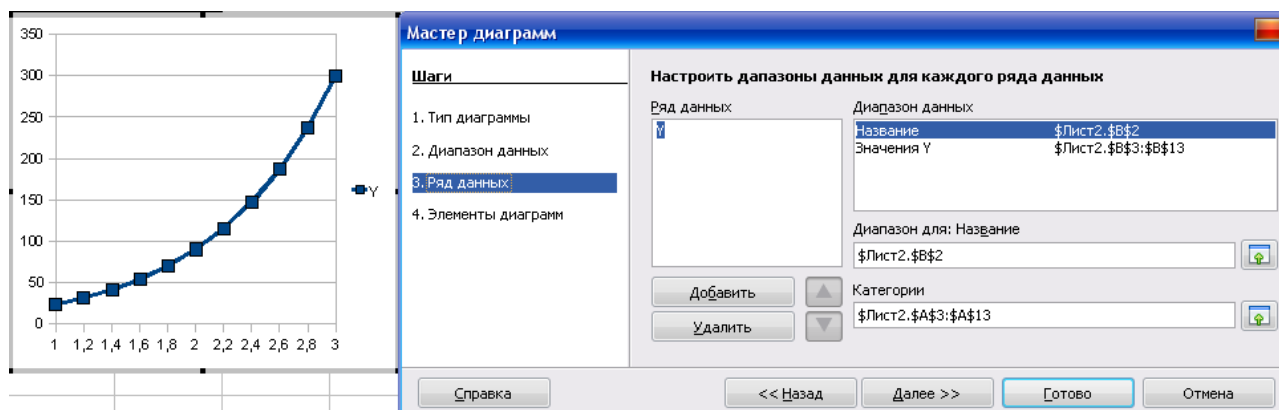 350
300
250
200
150
100
50
0
1 1,2 1,4 1,6 1,8 2 2,2 2,4 2,6 2,8 3
Y
Мастер диаграмм
Шаги
1. Тип диаграммы
2. Диапазон данных
3. Ряд данных
4. Элементы диаграмм
Настроить дапазоны данных для каждого ряда данных
Ряд данных
Y
Добавить
Удалить
Диапазон данных
Название $Лист2.$B$2
Значения Y $Лист2.$B$3:$B$13
Диапазон для: Название
$Лист2.$B$2
Категории
$Лист2.$A$3:$A$13
Справка
<< Назад
Далее >>
Готово
Отмена